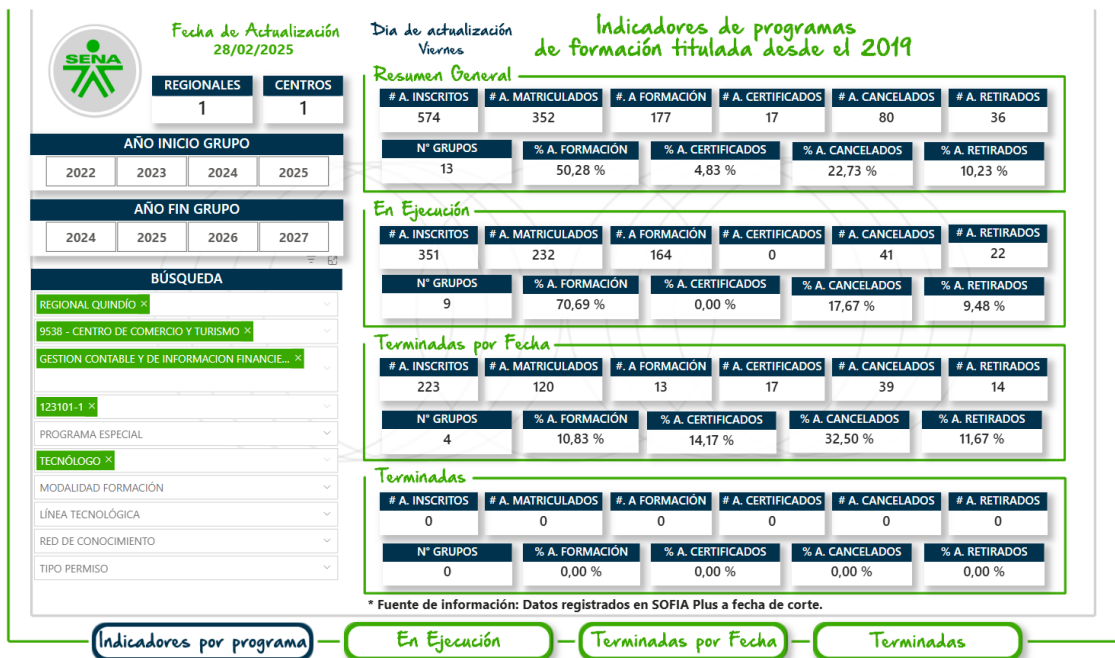 SENA
Fecha de Actualización
28/02/2025
Dia de actualización
Viernes
Indicadores de programas
de formación titulada desde el 2019
REGIONALES
1
CENTROS
1
AÑO INICIO GRUPO
2022 2023 2024 2025
AÑO FIN GRUPO
2024 2025 2026 2027
BÚSQUEDA
REGIONAL QUINDÍO ×
9538 - CENTRO DE COMERCIO Y TURISMO ×
GESTION CONTABLE Y DE INFORMACION FINANCIE... ×
123101-1 ×
PROGRAMA ESPECIAL
TECNÓLOGO ×
MODALIDAD FORMACIÓN
LÍNEA TECNOLÓGICA
RED DE CONOCIMIENTO
TIPO PERMISO
Resumen General
# A. INSCRITOS # A. MATRICULADOS #. A FORMACIÓN # A. CERTIFICADOS # A. CANCELADOS # A. RETIRADOS
574 352 177 17 80 36
N° GRUPOS % A. FORMACIÓN % A. CERTIFICADOS % A. CANCELADOS % A. RETIRADOS
13 50,28 % 4,83 % 22,73 % 10,23 %
En Ejecución
# A. INSCRITOS # A. MATRICULADOS #. A FORMACIÓN # A. CERTIFICADOS # A. CANCELADOS # A. RETIRADOS
351 232 164 0 41 22
N° GRUPOS % A. FORMACIÓN % A. CERTIFICADOS % A. CANCELADOS % A. RETIRADOS
9 70,69 % 0,00 % 17,67 % 9,48 %
Terminadas por Fecha
# A. INSCRITOS # A. MATRICULADOS #. A FORMACIÓN # A. CERTIFICADOS # A. CANCELADOS # A. RETIRADOS
223 120 13 17 39 14
N° GRUPOS % A. FORMACIÓN % A. CERTIFICADOS % A. CANCELADOS % A. RETIRADOS
4 10,83 % 14,17 % 32,50 % 11,67 %
Terminadas
# A. INSCRITOS # A. MATRICULADOS #. A FORMACIÓN # A. CERTIFICADOS # A. CANCELADOS # A. RETIRADOS
0 0 0 0 0 0
N° GRUPOS % A. FORMACIÓN % A. CERTIFICADOS % A. CANCELADOS % A. RETIRADOS
0 0,00 % 0,00 % 0,00 % 0,00 %
* Fuente de información: Datos registrados en SOFIA Plus a fecha de corte.
Indicadores por programa
En Ejecución
Terminadas por Fecha
Terminadas